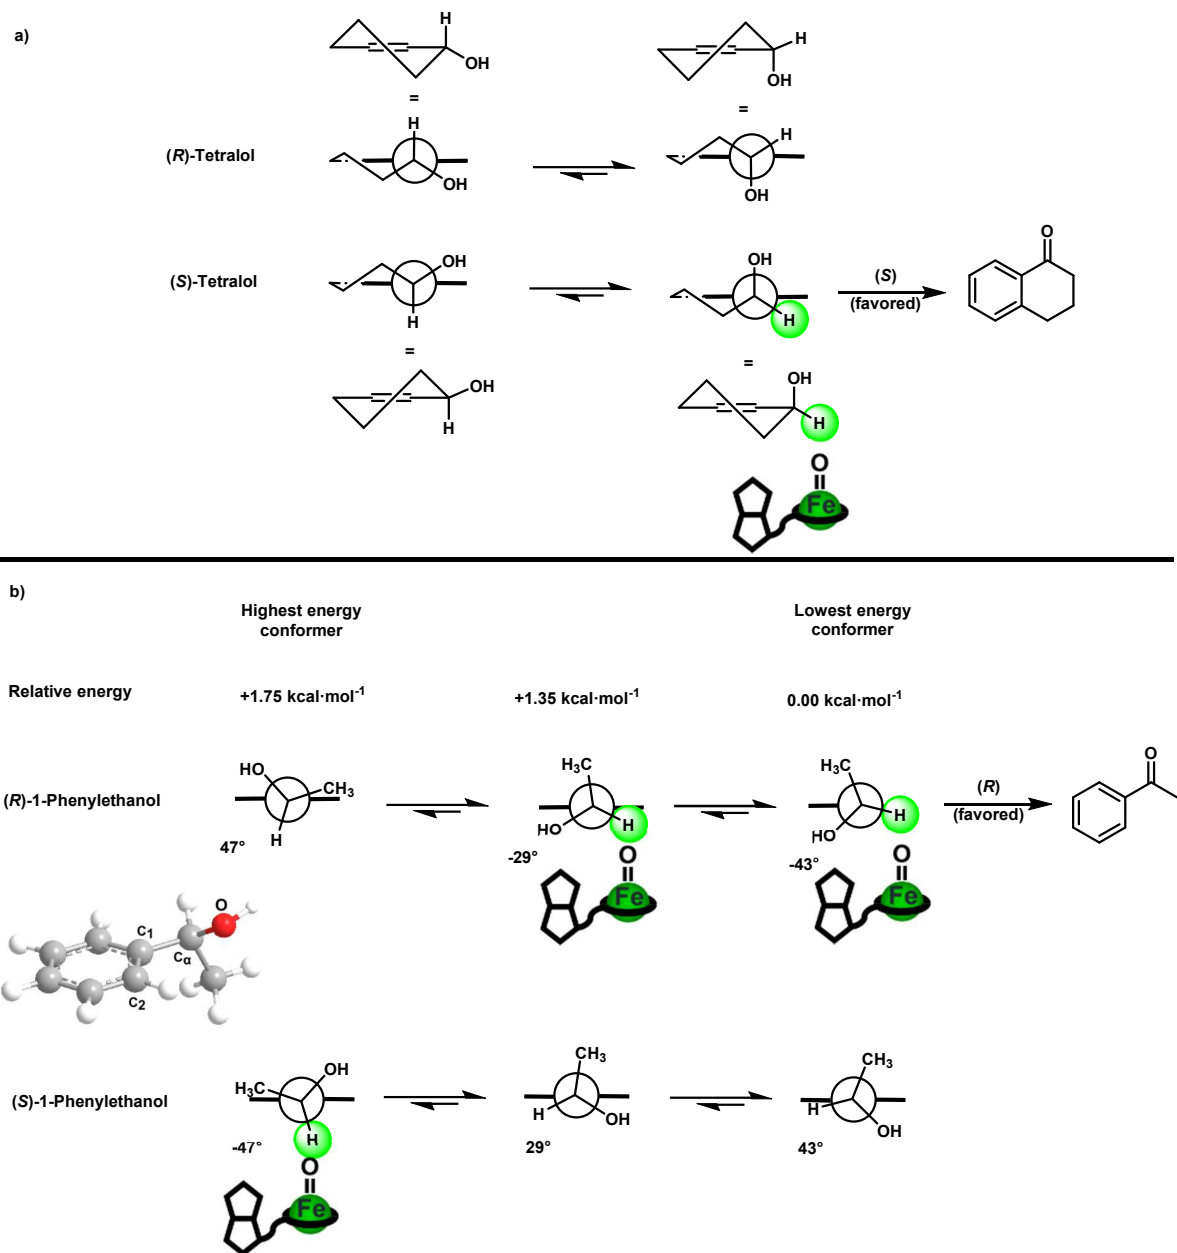 a)
H
OH
H
OH
=
=
(R)-Tetralol
H
OH
H
OH
(S)-Tetralol
OH
H
OH
H
(S)
(favored)
O
=
=
OH
H
OH
H
O
Fe
b)
Highest energy
conformer
Lowest energy
conformer
Relative energy
+1.75 kcal·mol⁻¹
+1.35 kcal·mol⁻¹
0.00 kcal·mol⁻¹
(R)-1-Phenylethanol
HO
CH₃
H
47°
H₃C
HO
H
-29°
O
Fe
H₃C
HO
H
-43°
O
Fe
(R)
(favored)
O
O
C₁
Cα
C₂
(S)-1-Phenylethanol
H₃C
OH
H
-47°
O
Fe
CH₃
H
OH
29°
CH₃
H
OH
43°